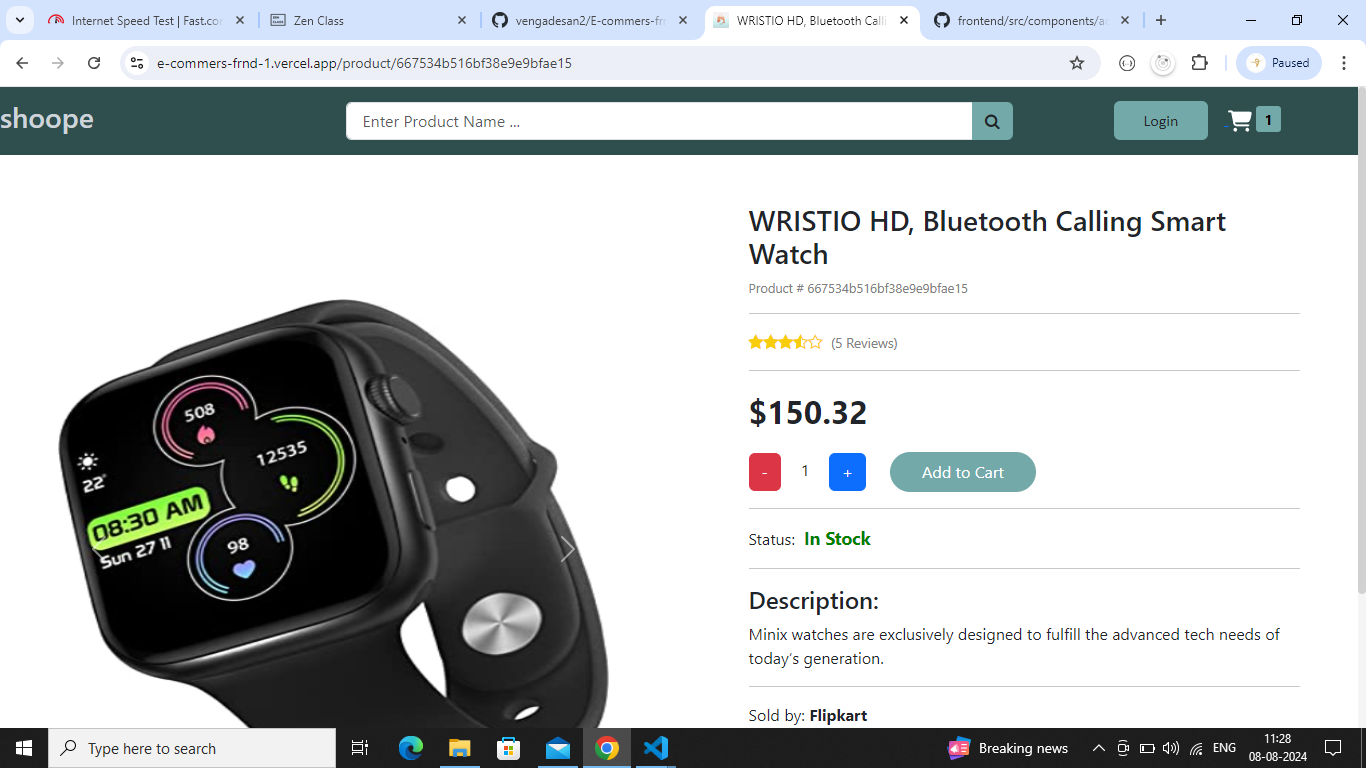 Internet Speed Test | Fast.co
Zen Class
vengadesan2/E-commers-fr
WRISTIO HD, Bluetooth Calli
frontend/src/components/a
e-commers-frnd-1.vercel.app/product/667534b516bf38e9e9bfae15
Paused
shoope
Enter Product Name ...
Login
1
WRISTIO HD, Bluetooth Calling Smart
Watch
Product # 667534b516bf38e9e9bfae15
(5 Reviews)
$150.32
-
1
+
Add to Cart
Status: In Stock
Description:
Minix watches are exclusively designed to fulfill the advanced tech needs of
today's generation.
Sold by: Flipkart
508
12535
22°
08:30 AM
Sun 27 11
98
Type here to search
Breaking news
ENG
11:28
08-08-2024